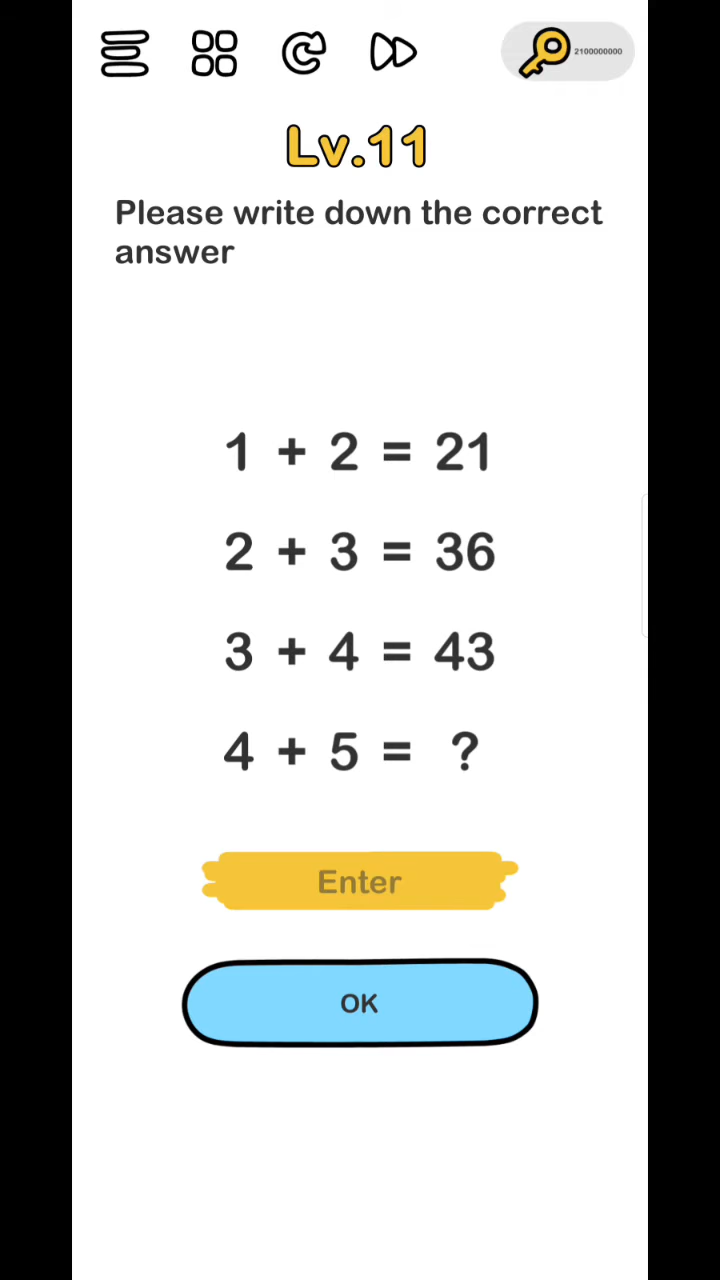 2100000000
Lv.11
Please write down the correct
answer
1 + 2 = 21
2 + 3 = 36
3 + 4 = 43
4 + 5 = ?
Enter
OK